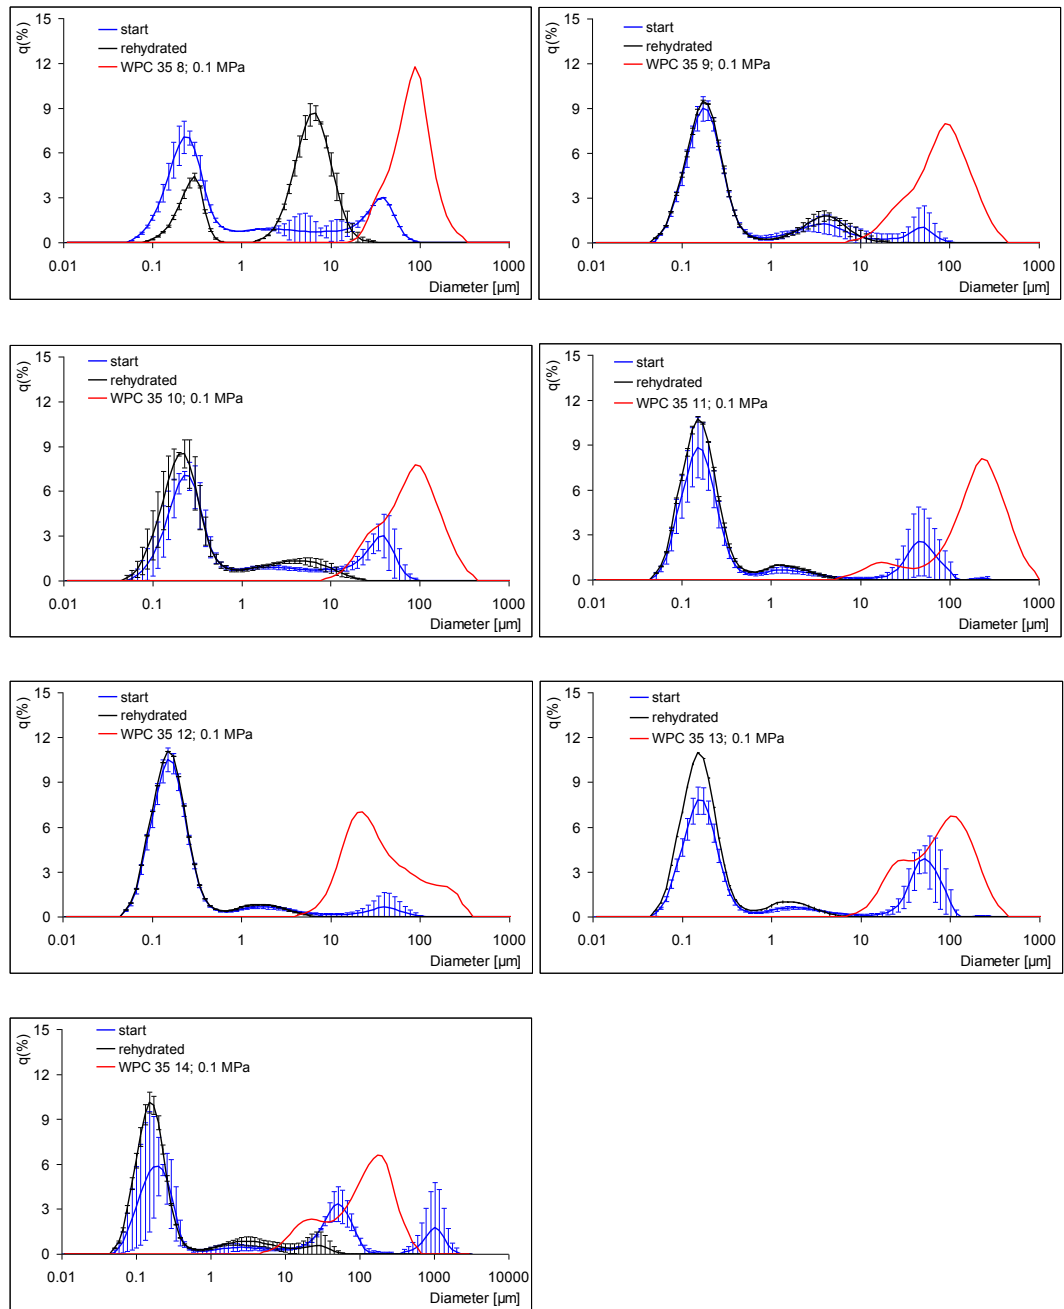 15
12
9
6
3
0
q(%)
start
rehydrated
WPC 35 8; 0.1 MPa
0.01 0.1 1 10 100 1000
Diameter [µm]
15
12
9
6
3
0
q(%)
start
rehydrated
WPC 35 9; 0.1 MPa
0.01 0.1 1 10 100 1000
Diameter [µm]
15
12
9
6
3
0
q(%)
start
rehydrated
WPC 35 10; 0.1 MPa
0.01 0.1 1 10 100 1000
Diameter [µm]
15
12
9
6
3
0
q(%)
start
rehydrated
WPC 35 11; 0.1 MPa
0.01 0.1 1 10 100 1000
Diameter [µm]
15
12
9
6
3
0
q(%)
start
rehydrated
WPC 35 12; 0.1 MPa
0.01 0.1 1 10 100 1000
Diameter [µm]
15
12
9
6
3
0
q(%)
start
rehydrated
WPC 35 13; 0.1 MPa
0.01 0.1 1 10 100 1000
Diameter [µm]
15
12
9
6
3
0
q(%)
start
rehydrated
WPC 35 14; 0.1 MPa
0.01 0.1 1 10 100 1000 10000
Diameter [µm]